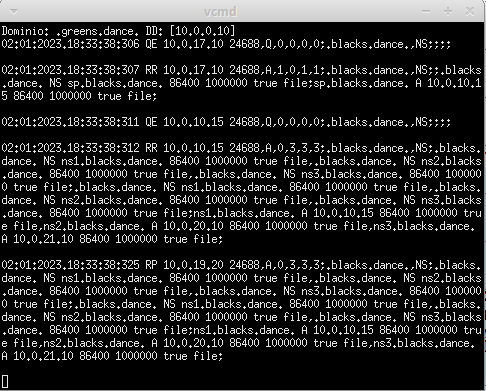 vcmd
Dominio: .greens.dance. DD: [10.0.0.10]
02:01:2023.18:33:38:306 QE 10.0.17.10 24688,Q,0,0,0,0;.blacks.dance.,NS;;;;
02:01:2023.18:33:38:307 RR 10.0.17.10 24688,A,1,0,1,1;.blacks.dance.,NS;;.blacks
.dance. NS sp.blacks.dance. 86400 1000000 true file;sp.blacks.dance. A 10.0.10.1
5 86400 1000000 true file;
02:01:2023.18:33:38:311 QE 10.0.10.15 24688,Q,0,0,0,0;.blacks.dance.,NS;;;;
02:01:2023.18:33:38:312 RR 10.0.10.15 24688,A,0,3,3,3;.blacks.dance.,NS;.blacks.
dance. NS ns1.blacks.dance. 86400 1000000 true file,.blacks.dance. NS ns2.blacks
.dance. 86400 1000000 true file,.blacks.dance. NS ns3.blacks.dance. 86400 100000
0 true file;.blacks.dance. NS ns1.blacks.dance. 86400 1000000 true file,.blacks.
dance. NS ns2.blacks.dance. 86400 1000000 true file,.blacks.dance. NS ns3.blacks
.dance. 86400 1000000 true file;ns1.blacks.dance. A 10.0.10.15 86400 1000000 tru
e file,ns2.blacks.dance. A 10.0.20.10 86400 1000000 true file,ns3.blacks.dance.
A 10.0.21.10 86400 1000000 true file;
02:01:2023.18:33:38:325 RP 10.0.19.20 24688,A,0,3,3,3;.blacks.dance.,NS;.blacks.
dance. NS ns1.blacks.dance. 86400 1000000 true file,.blacks.dance. NS ns2.blacks
.dance. 86400 1000000 true file,.blacks.dance. NS ns3.blacks.dance. 86400 100000
0 true file;.blacks.dance. NS ns1.blacks.dance. 86400 1000000 true file,.blacks.
dance. NS ns2.blacks.dance. 86400 1000000 true file,.blacks.dance. NS ns3.blacks
.dance. 86400 1000000 true file;ns1.blacks.dance. A 10.0.10.15 86400 1000000 tru
e file,ns2.blacks.dance. A 10.0.20.10 86400 1000000 true file,ns3.blacks.dance.
A 10.0.21.10 86400 1000000 true file;